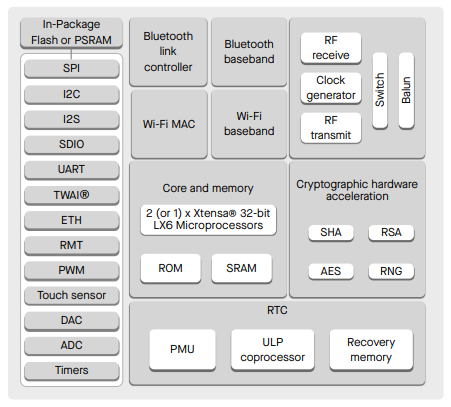 In-Package
Flash or PSRAM
SPI
I2C
I2S
SDIO
UART
TWAI®
ETH
RMT
PWM
Touch sensor
DAC
ADC
Timers
Bluetooth
link
controller
Bluetooth
baseband
Wi-Fi MAC
Wi-Fi
baseband
RF
receive
Clock
generator
RF
transmit
Switch
Balun
Core and memory
2 (or 1) x Xtensa® 32-bit
LX6 Microprocessors
ROM
SRAM
Cryptographic hardware
acceleration
SHA
RSA
AES
RNG
RTC
PMU
ULP
coprocessor
Recovery
memory